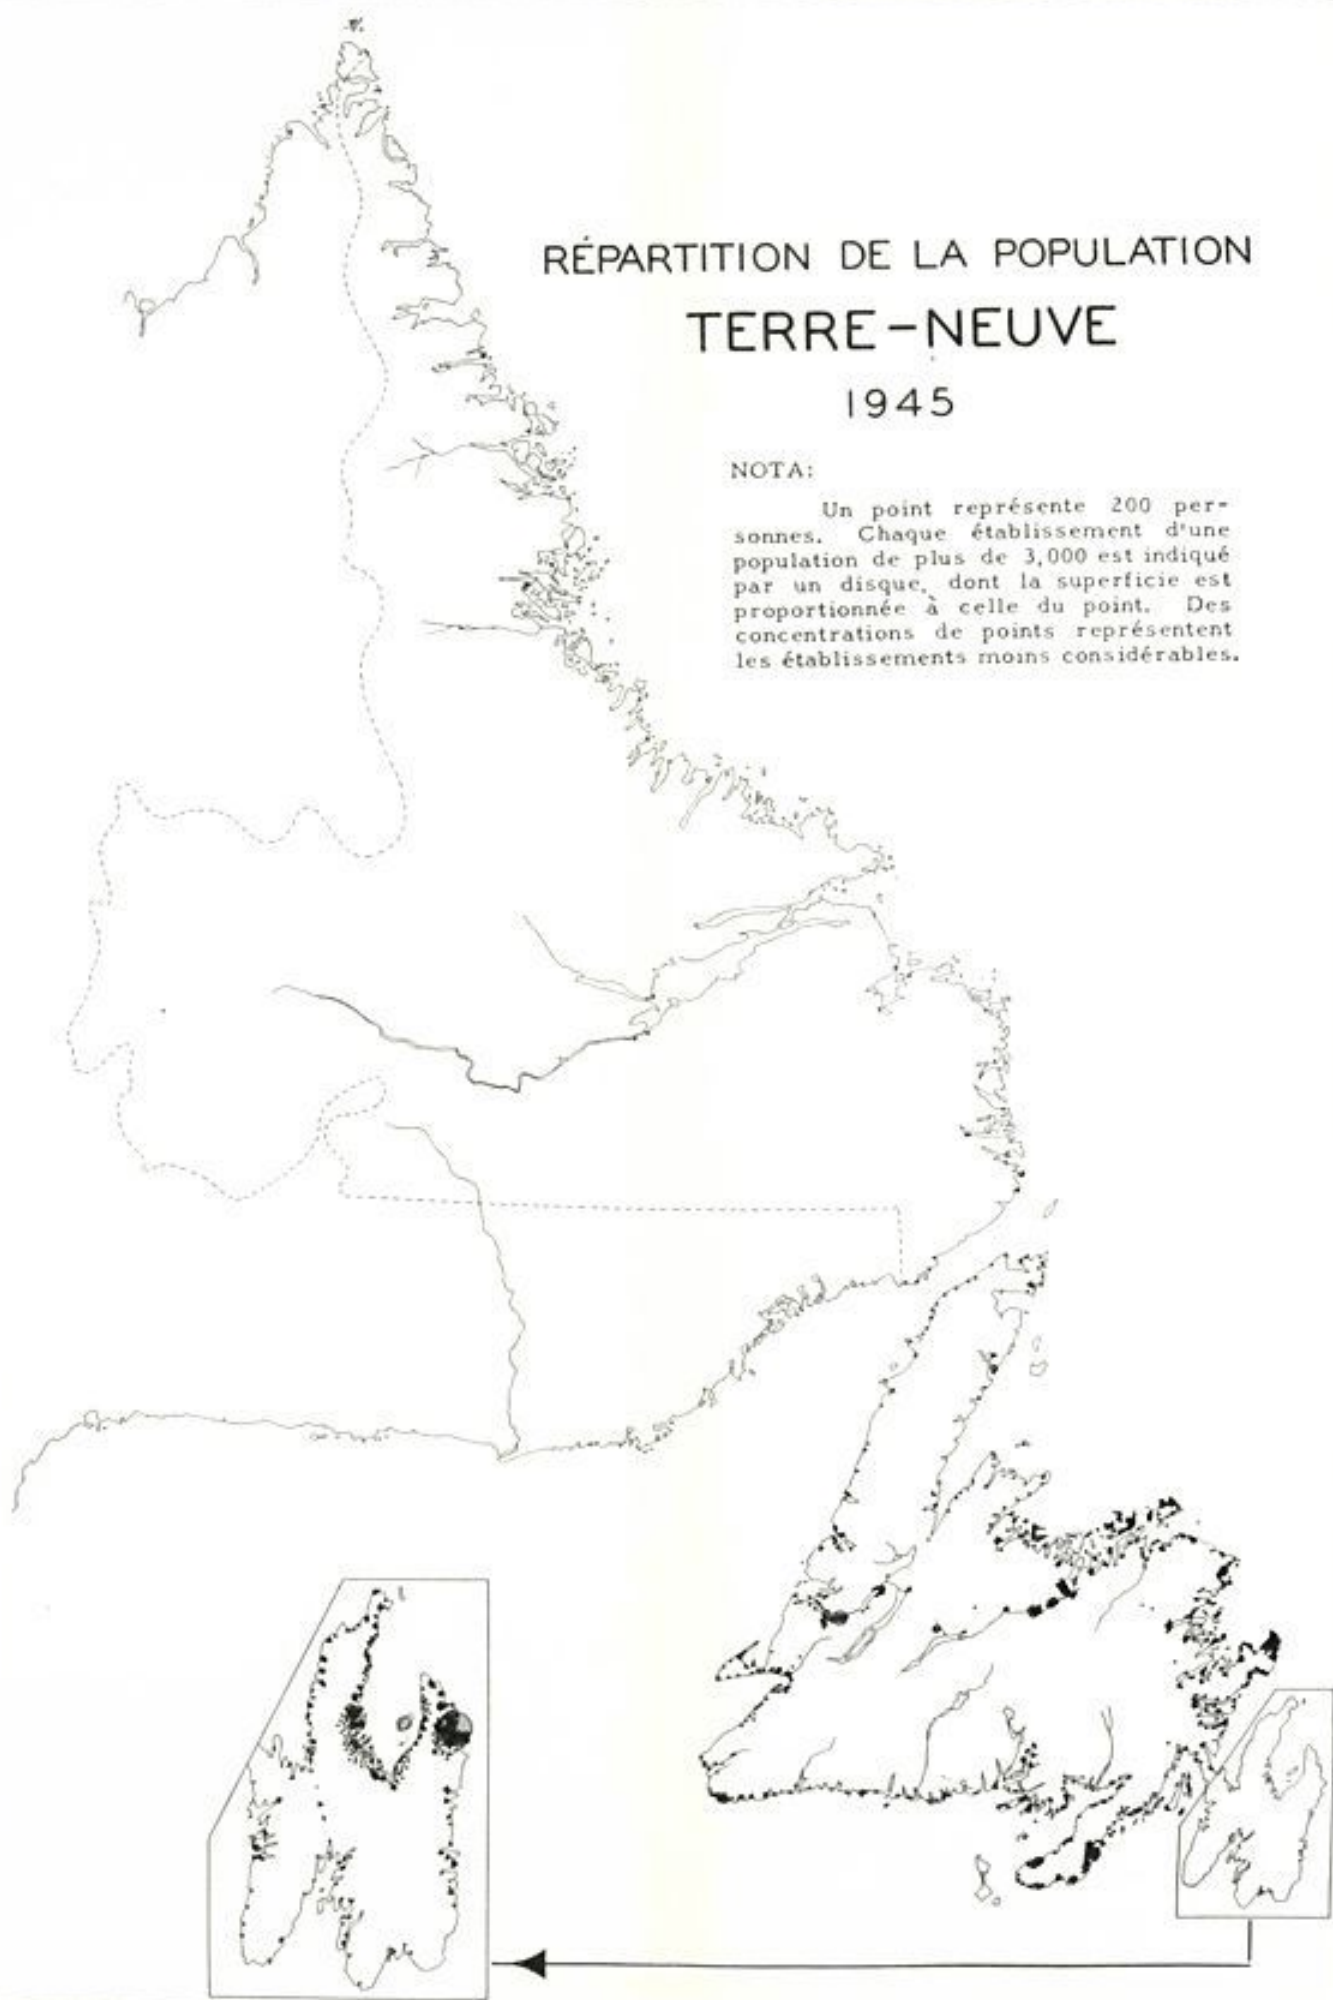 RÉPARTITION DE LA POPULATION
TERRE-NEUVE
1945
NOTA:
Un point représente 200 per-
sonnes. Chaque établissement d'une
population de plus de 3,000 est indiqué
par un disque, dont la superficie est
proportionnée à celle du point. Des
concentrations de points représentent
les établissements moins considérables.